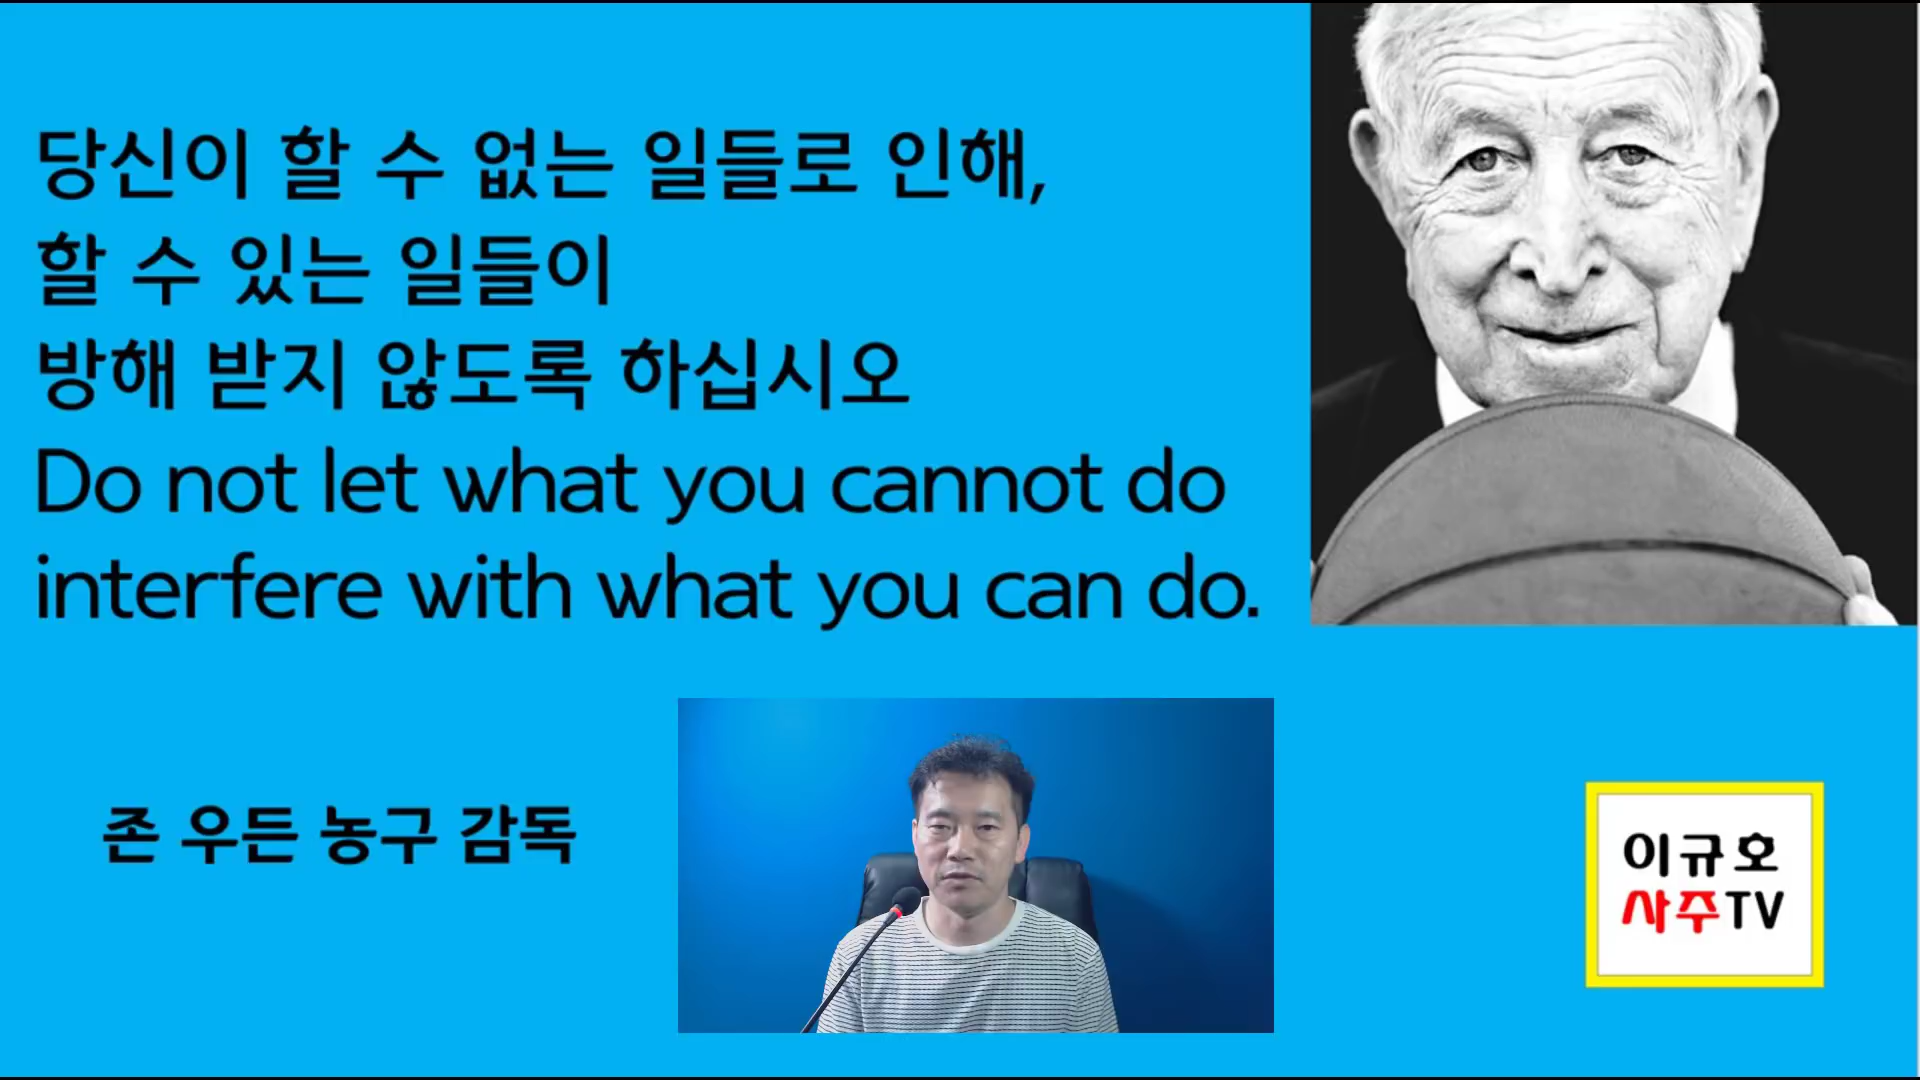 당신이 할 수 없는 일들로 인해,
할 수 있는 일들이
방해 받지 않도록 하십시오
Do not let what you cannot do
interfere with what you can do.
존 우든 농구 감독
이규호
사주TV